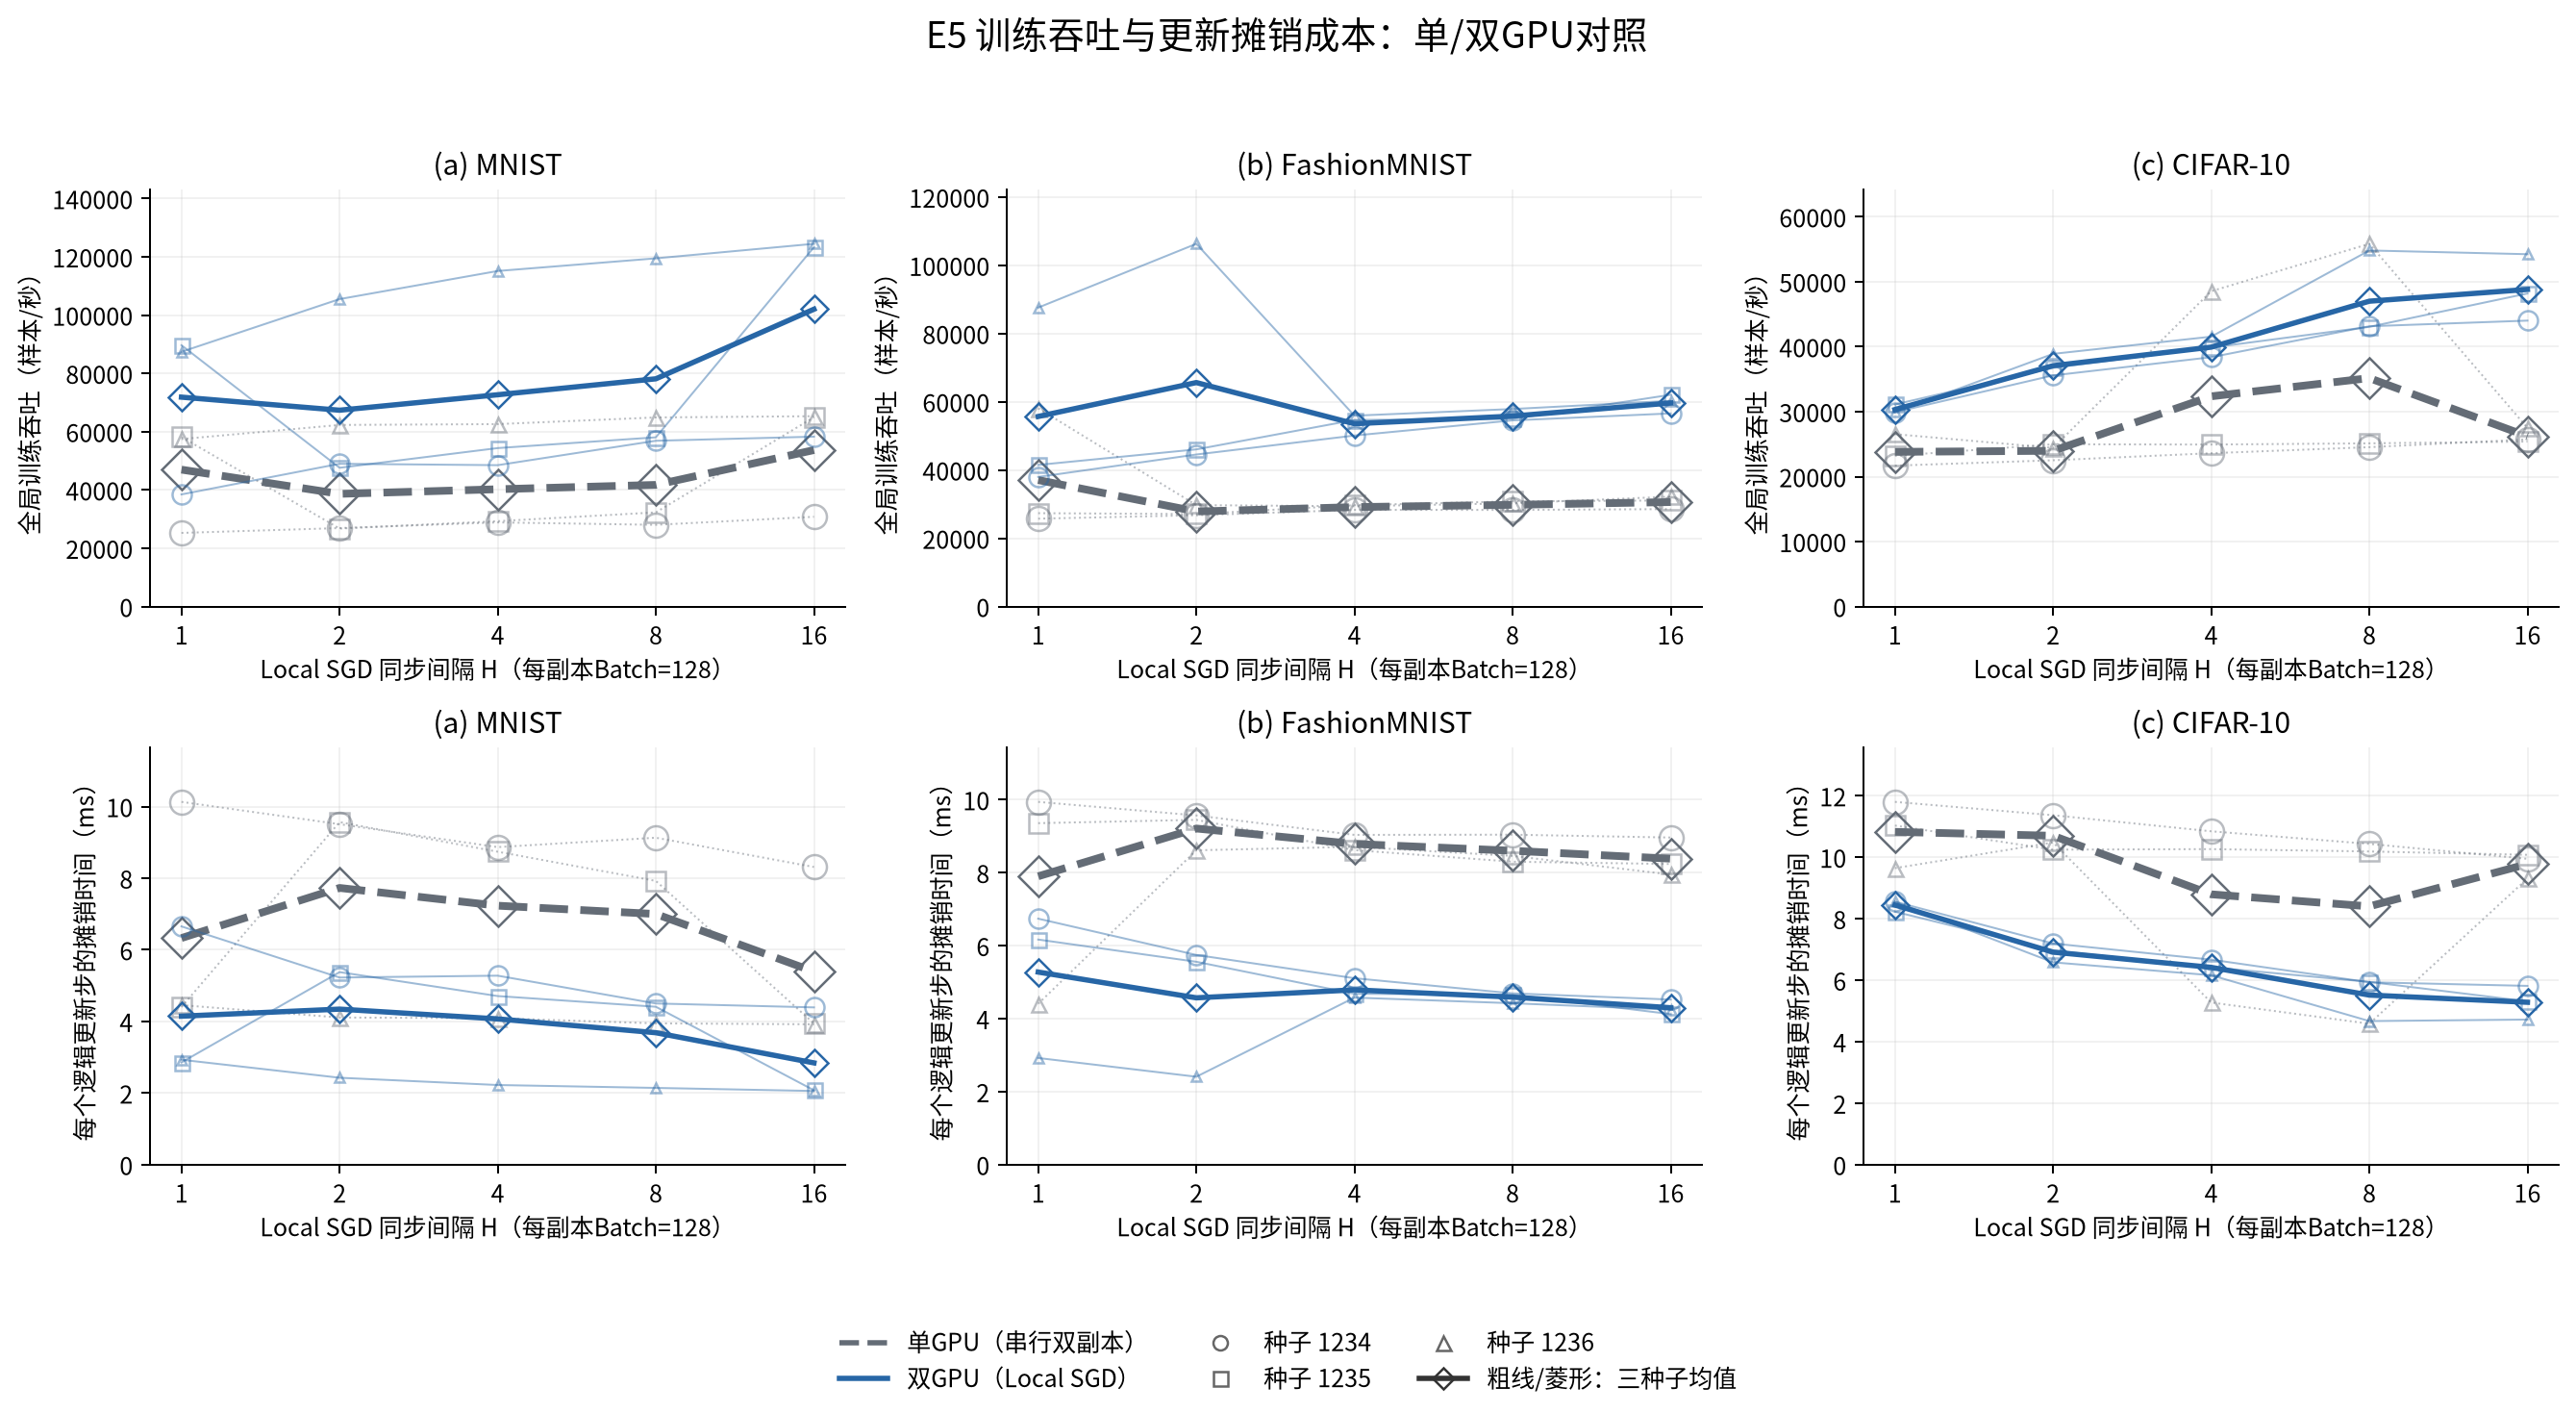 E5 训练吞吐与更新摊销成本：单/双GPU对照
(a) MNIST
全局训练吞吐（样本/秒）
140000
120000
100000
80000
60000
40000
20000
0
1 2 4 8 16
Local SGD 同步间隔 H（每副本Batch=128）
(b) FashionMNIST
全局训练吞吐（样本/秒）
120000
100000
80000
60000
40000
20000
0
1 2 4 8 16
Local SGD 同步间隔 H（每副本Batch=128）
(c) CIFAR-10
全局训练吞吐（样本/秒）
60000
50000
40000
30000
20000
10000
0
1 2 4 8 16
Local SGD 同步间隔 H（每副本Batch=128）
(a) MNIST
每个逻辑更新步的摊销时间（ms）
10
8
6
4
2
0
1 2 4 8 16
Local SGD 同步间隔 H（每副本Batch=128）
(b) FashionMNIST
每个逻辑更新步的摊销时间（ms）
10
8
6
4
2
0
1 2 4 8 16
Local SGD 同步间隔 H（每副本Batch=128）
(c) CIFAR-10
每个逻辑更新步的摊销时间（ms）
12
10
8
6
4
2
0
1 2 4 8 16
Local SGD 同步间隔 H（每副本Batch=128）
单GPU（串行双副本）
双GPU（Local SGD）
种子 1234
种子 1235
种子 1236
粗线/菱形：三种子均值